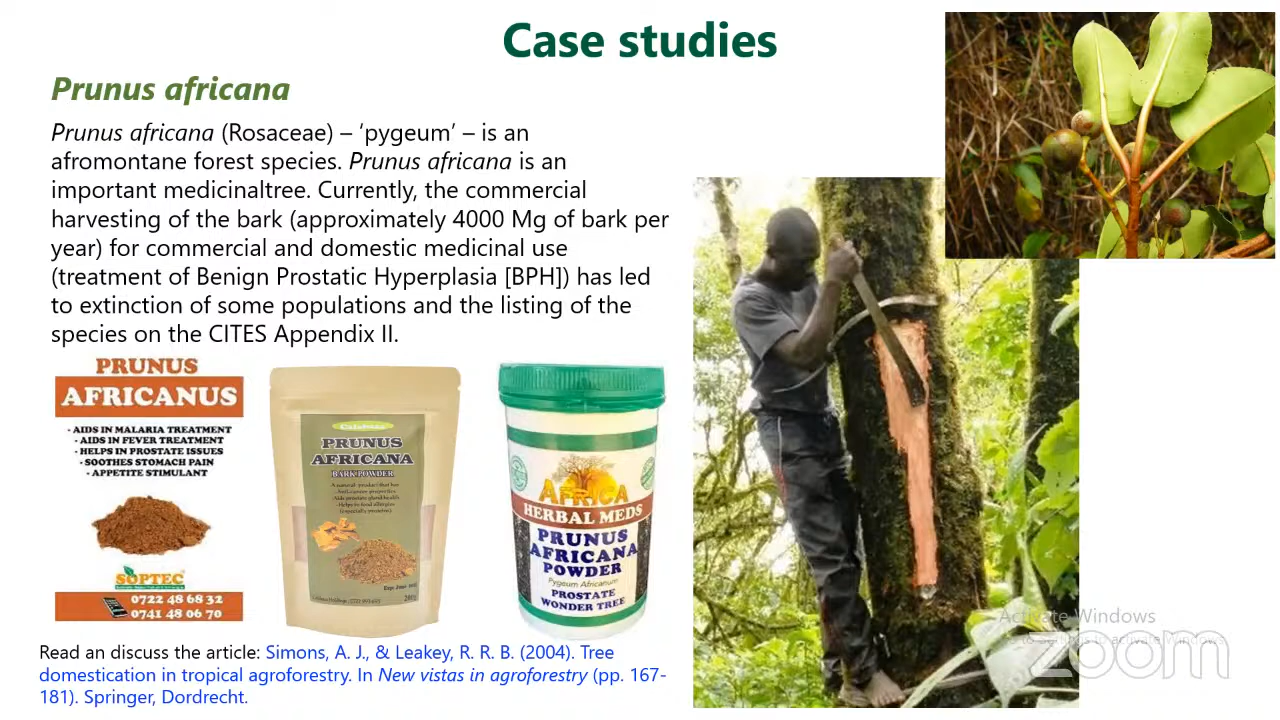 Case studies
Prunus africana
Prunus africana (Rosaceae) – ‘pygeum’ – is an
afromontane forest species. Prunus africana is an
important medicinaltree. Currently, the commercial
harvesting of the bark (approximately 4000 Mg of bark per
year) for commercial and domestic medicinal use
(treatment of Benign Prostatic Hyperplasia [BPH]) has led
to extinction of some populations and the listing of the
species on the CITES Appendix II.
PRUNUS
AFRICANUS
- AIDS IN MALARIA TREATMENT
- AIDS IN FEVER TREATMENT
- HELPS IN PROSTATE ISSUES
- SOOTHES STOMACH PAIN
- APPETITE STIMULANT
SOPTEC
0722 48 68 32
0741 48 06 70
PRUNUS
AFRICANA
BARK POWDER
AFRICA
HERBAL MEDS
PRUNUS
AFRICANA
POWDER
Pygeum Africanum
PROSTATE
WONDER TREE
Read an discuss the article: Simons, A. J., & Leakey, R. R. B. (2004). Tree
domestication in tropical agroforestry. In New vistas in agroforestry (pp. 167-
181). Springer, Dordrecht.
Activate Windows
zoom